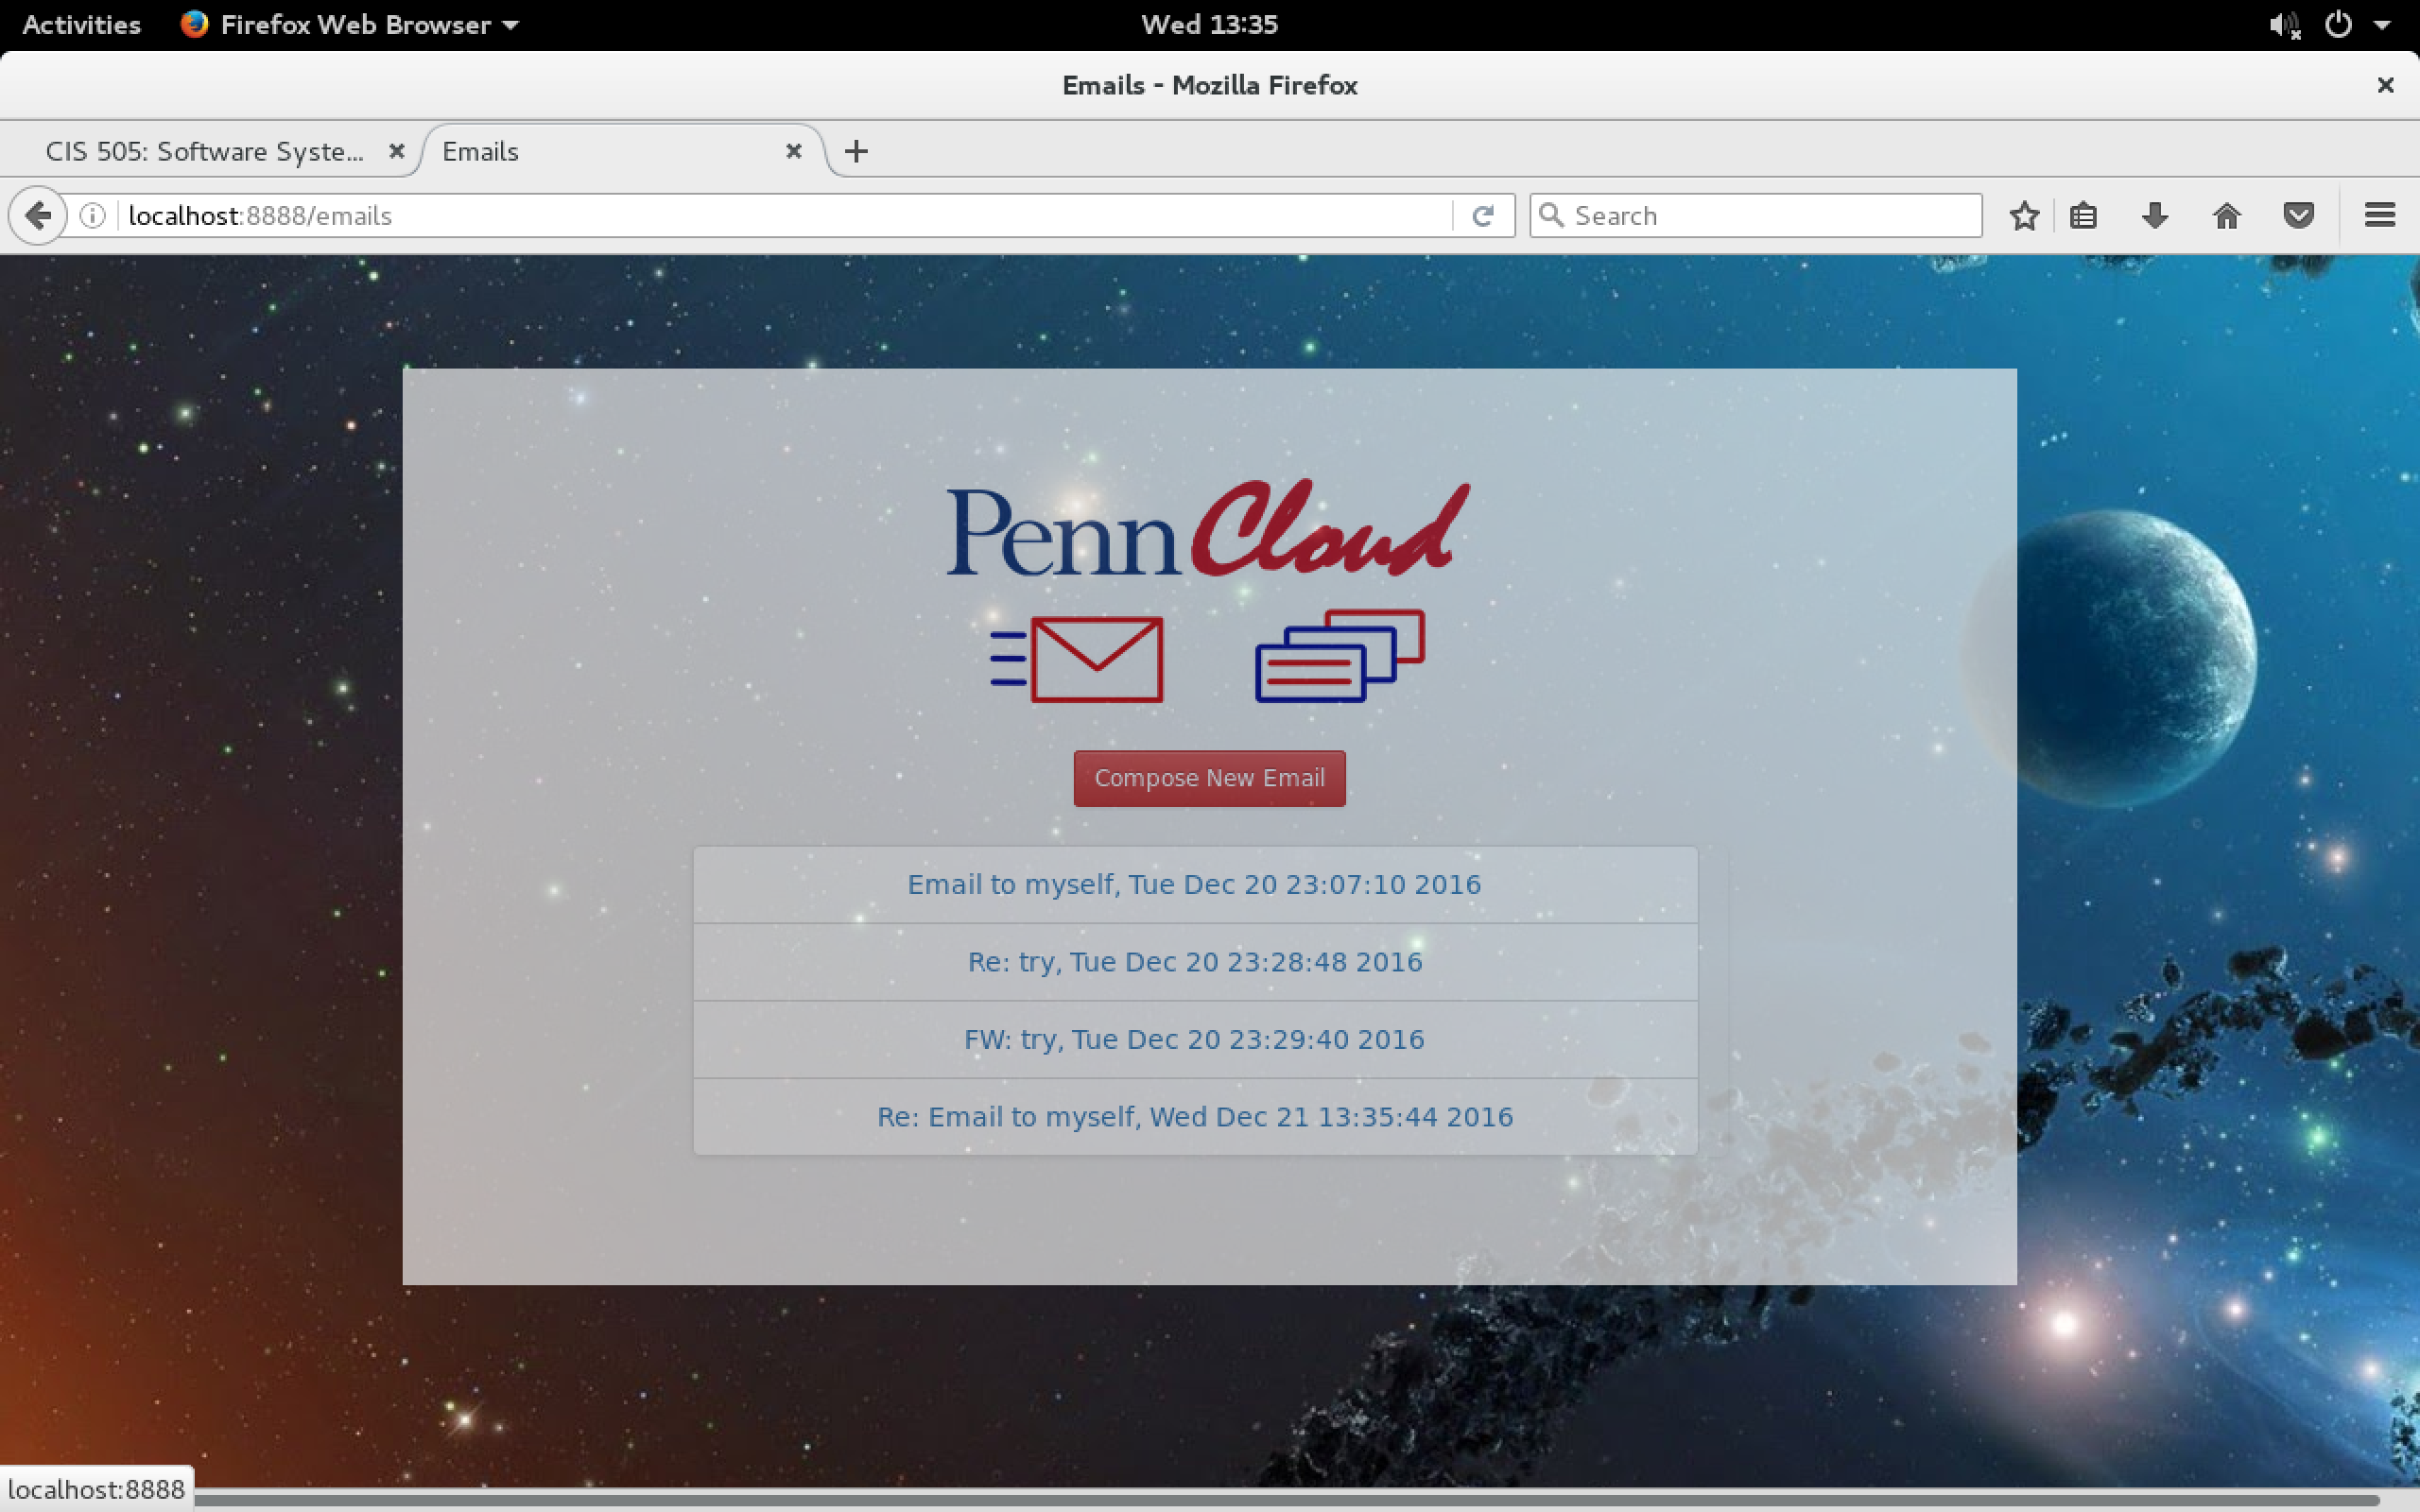 Activities Firefox Web Browser Wed 13:35
Emails - Mozilla Firefox
CIS 505: Software Syste... Emails
localhost:8888/emails Search
Penn Cloud
Compose New Email
Email to myself, Tue Dec 20 23:07:10 2016
Re: try, Tue Dec 20 23:28:48 2016
FW: try, Tue Dec 20 23:29:40 2016
Re: Email to myself, Wed Dec 21 13:35:44 2016
localhost:8888